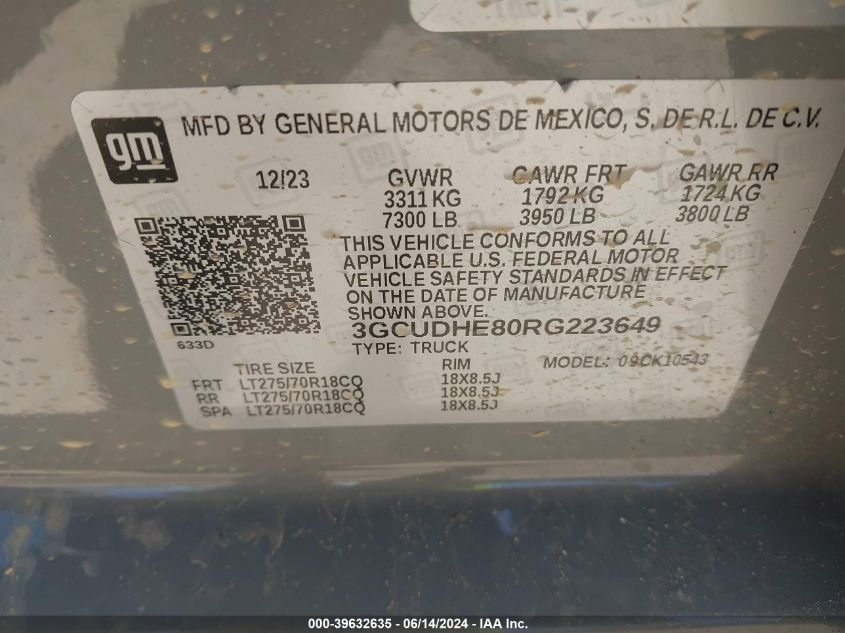 gm
MFD BY GENERAL MOTORS DE MEXICO, S. DE R.L. DE C.V.
12/23 GVWR GAWR FRT GAWR RR
3311 KG 1792 KG 1724 KG
7300 LB 3950 LB 3800 LB
THIS VEHICLE CONFORMS TO ALL
APPLICABLE U.S. FEDERAL MOTOR
VEHICLE SAFETY STANDARDS IN EFFECT
ON THE DATE OF MANUFACTURE
SHOWN ABOVE.
633D
3GCUDHE80RG223649
TYPE: TRUCK MODEL: 09CK10543
TIRE SIZE RIM
FRT LT275/70R18CQ 18X8.5J
RR LT275/70R18CQ 18X8.5J
SPA LT275/70R18CQ 18X8.5J
000-39632635 - 06/14/2024 - IAA Inc.